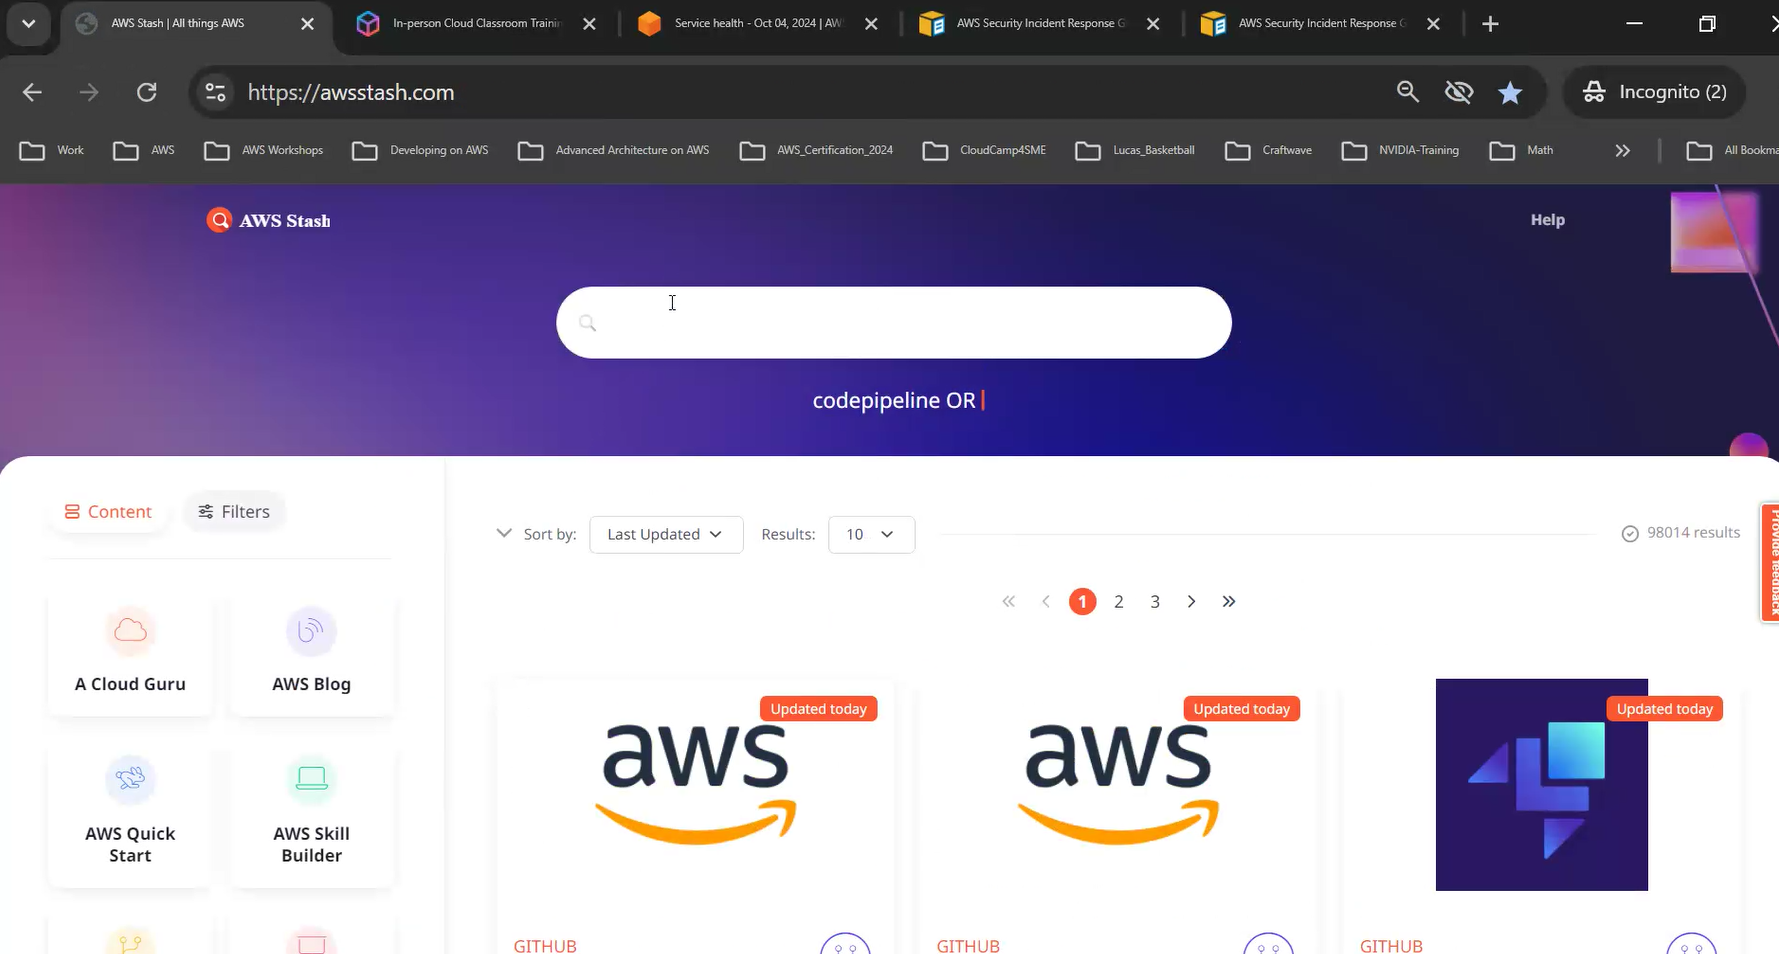 AWS Stash | All things AWS
In-person Cloud Classroom Trainin
Service health - Oct 04, 2024 | AW
AWS Security Incident Response G
AWS Security Incident Response G
https://awsstash.com
Incognito (2)
Work
AWS
AWS Workshops
Developing on AWS
Advanced Architecture on AWS
AWS_Certification_2024
CloudCamp4SME
Lucas_Basketball
Craftwave
NVIDIA-Training
Math
All Bookma
AWS Stash
Help
codepipeline OR
Content
Filters
Sort by:
Last Updated
Results:
10
98014 results
1
2
3
Provide feedback
A Cloud Guru
AWS Blog
AWS Quick
Start
AWS Skill
Builder
Updated today
Updated today
Updated today
aws
aws
GITHUB
GITHUB
GITHUB